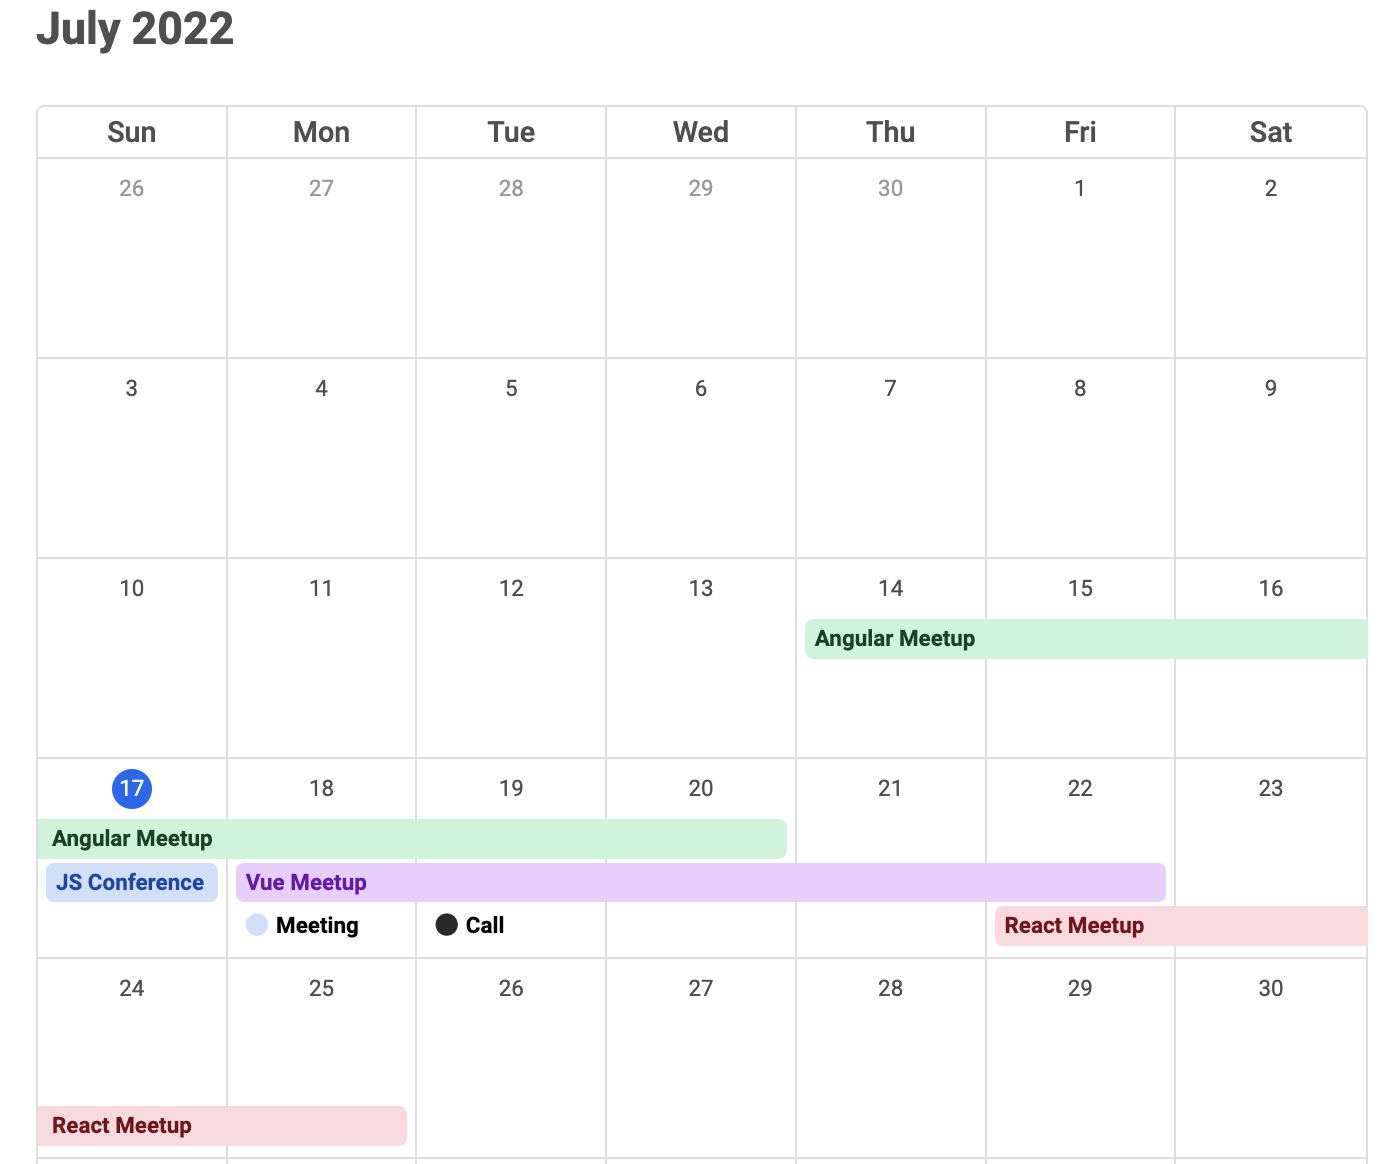 July 2022
Sun Mon Tue Wed Thu Fri Sat
26 27 28 29 30 1 2
3 4 5 6 7 8 9
10 11 12 13 14 15 16
Angular Meetup
17 18 19 20 21 22 23
Angular Meetup
JS Conference Vue Meetup
Meeting Call React Meetup
24 25 26 27 28 29 30
React Meetup